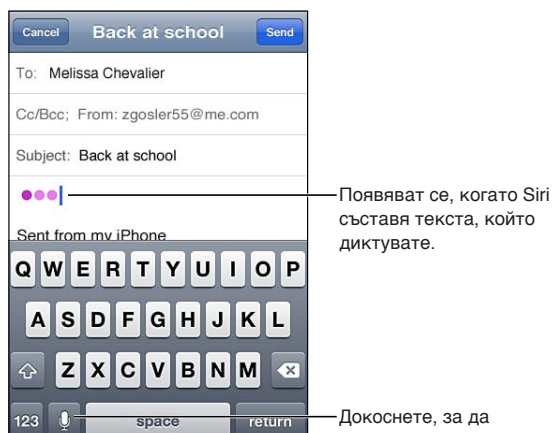 Cancel Back at school Send
To: Melissa Chevalier
Cc/Bcc; From: zgosler55@me.com
Subject: Back at school
Появяват се, когато Siri
съставя текста, който
диктувате.
Sent from my iPhone
Q W E R T Y U I O P
A S D F G H J K L
Z X C V B N M
123 space return
Докоснете, за да